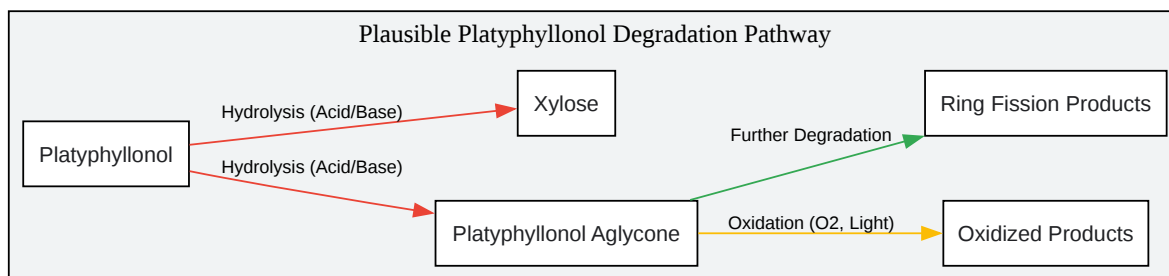 Plausible Platyphyllonol Degradation Pathway
Platyphyllonol
Hydrolysis (Acid/Base)
Hydrolysis (Acid/Base)
Xylose
Platyphyllonol Aglycone
Further Degradation
Oxidation (O2, Light)
Ring Fission Products
Oxidized Products